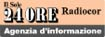 Il Sole
24 ORE Radiocor
Agenzia d'informazione